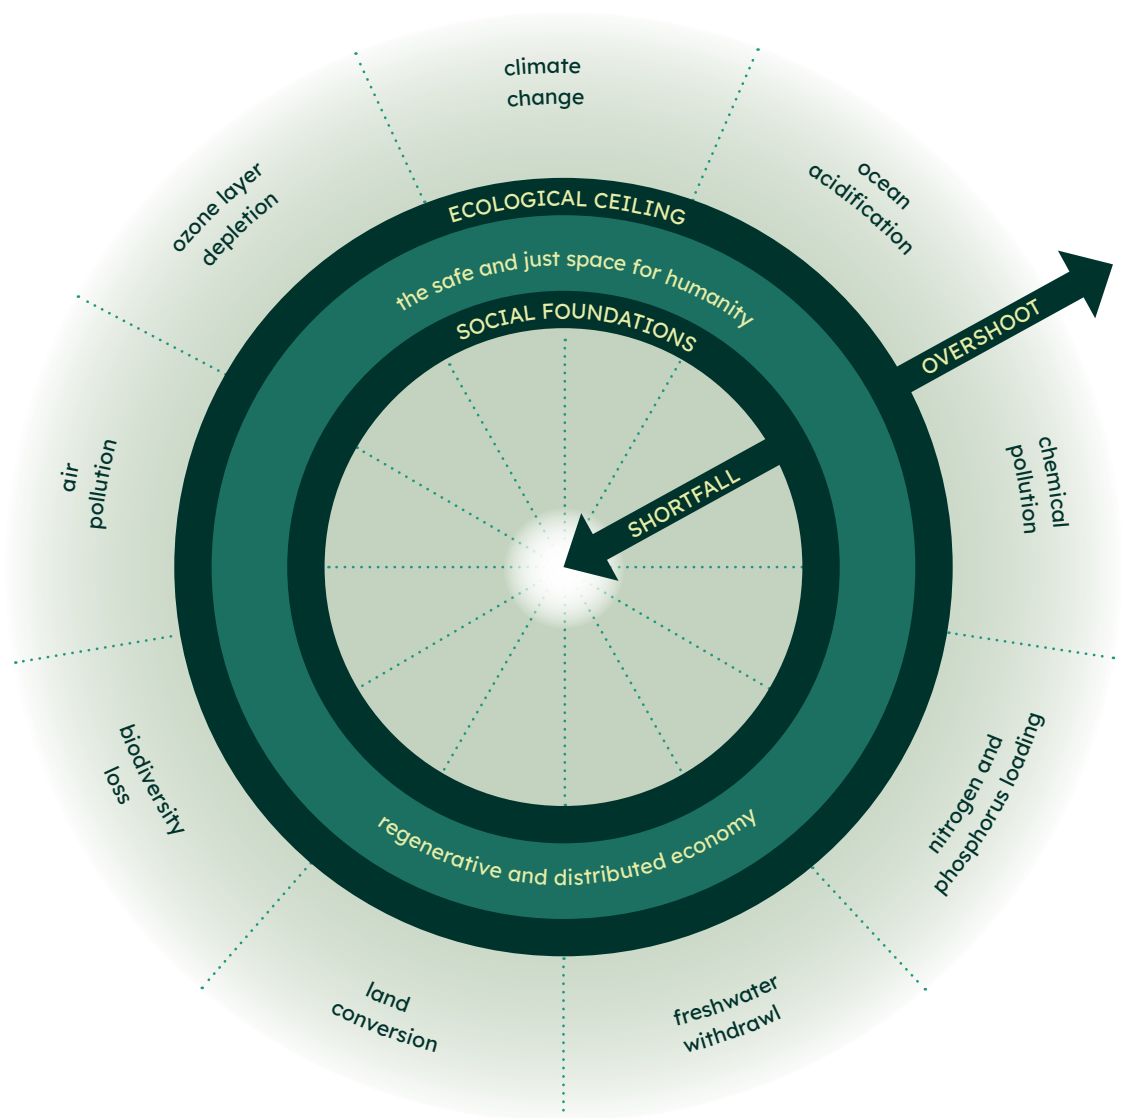 climate
change
ocean
acidification
OVERSHOOT
chemical
pollution
nitrogen and
phosphorus loading
freshwater
withdrawl
land
conversion
biodiversity
loss
air
pollution
ozone layer
depletion
ECOLOGICAL CEILING
the safe and just space for humanity
SOCIAL FOUNDATIONS
SHORTFALL
regenerative and distributed economy